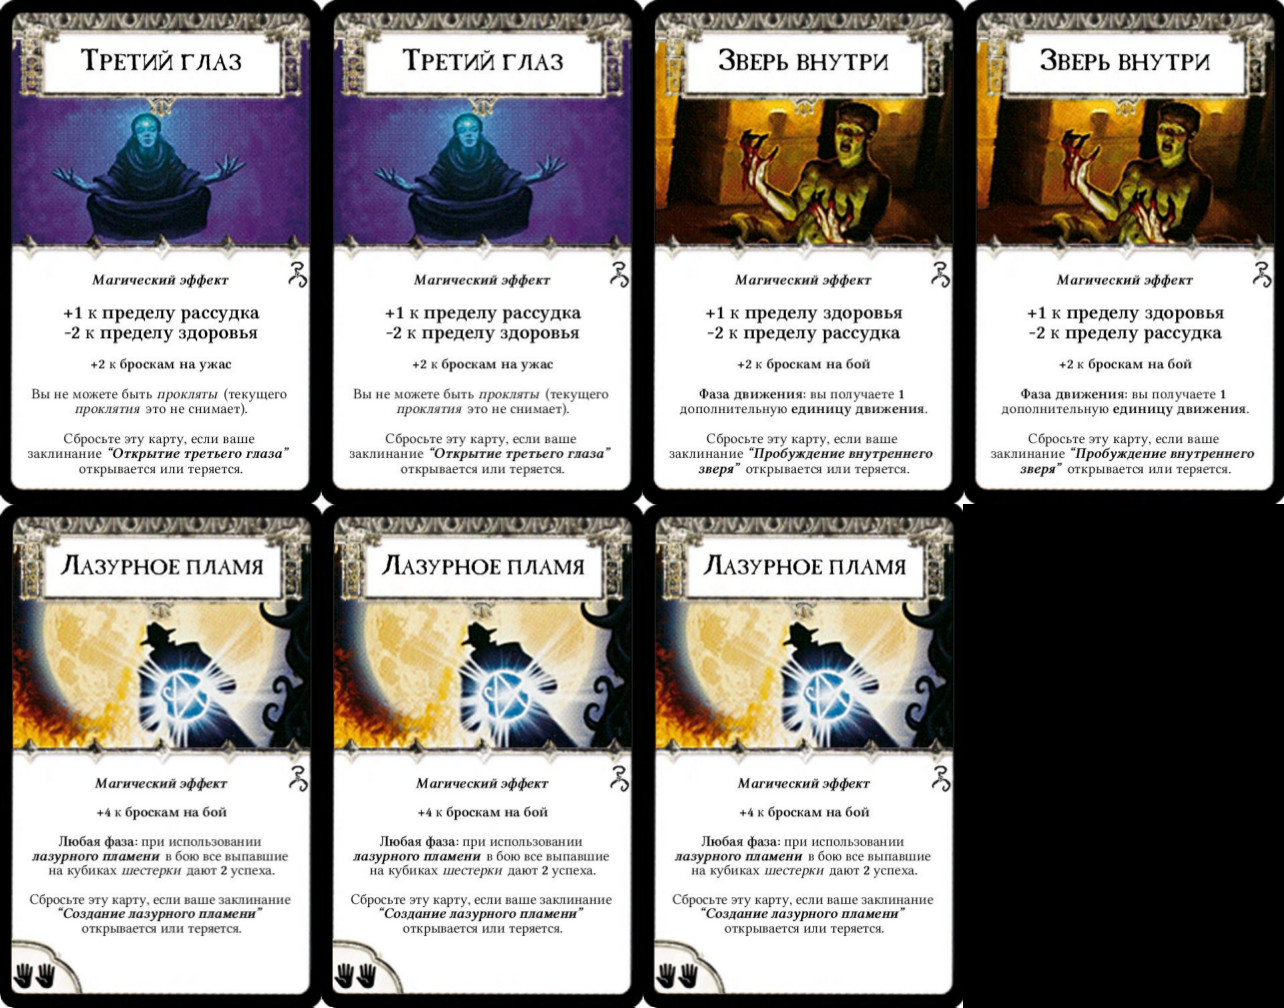 Третий глаз
Магический эффект
+1 к пределу рассудка
-2 к пределу здоровья
+2 к броскам на ужас
Вы не можете быть прокляты (текущего
проклятия это не снимает).
Сбросьте эту карту, если ваше
заклинание “Открытие третьего глаза”
открывается или теряется.
Третий глаз
Магический эффект
+1 к пределу рассудка
-2 к пределу здоровья
+2 к броскам на ужас
Вы не можете быть прокляты (текущего
проклятия это не снимает).
Сбросьте эту карту, если ваше
заклинание “Открытие третьего глаза”
открывается или теряется.
Зверь внутри
Магический эффект
+1 к пределу здоровья
-2 к пределу рассудка
+2 к броскам на бой
Фаза движения: вы получаете 1
дополнительную единицу движения.
Сбросьте эту карту, если ваше
заклинание “Пробуждение внутреннего
зверя” открывается или теряется.
Зверь внутри
Магический эффект
+1 к пределу здоровья
-2 к пределу рассудка
+2 к броскам на бой
Фаза движения: вы получаете 1
дополнительную единицу движения.
Сбросьте эту карту, если ваше
заклинание “Пробуждение внутреннего
зверя” открывается или теряется.
Лазурное пламя
Магический эффект
+4 к броскам на бой
Любая фаза: при использовании
лазурного пламени в бою все выпавшие
на кубиках шестерки дают 2 успеха.
Сбросьте эту карту, если ваше заклинание
“Создание лазурного пламени”
открывается или теряется.
Лазурное пламя
Магический эффект
+4 к броскам на бой
Любая фаза: при использовании
лазурного пламени в бою все выпавшие
на кубиках шестерки дают 2 успеха.
Сбросьте эту карту, если ваше заклинание
“Создание лазурного пламени”
открывается или теряется.
Лазурное пламя
Магический эффект
+4 к броскам на бой
Любая фаза: при использовании
лазурного пламени в бою все выпавшие
на кубиках шестерки дают 2 успеха.
Сбросьте эту карту, если ваше заклинание
“Создание лазурного пламени”
открывается или теряется.